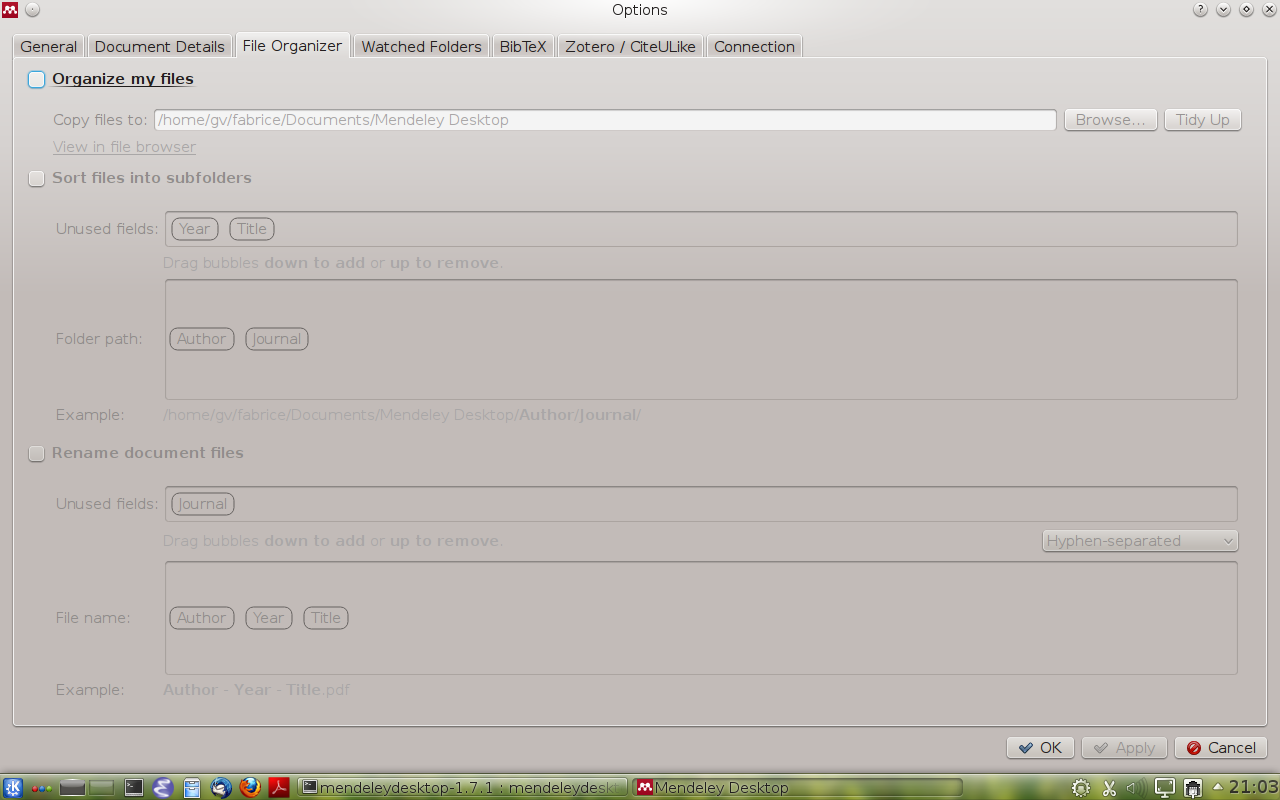 Options
General Document Details File Organizer Watched Folders BibTeX Zotero / CiteULike Connection
Organize my files
Copy files to: /home/gv/fabrice/Documents/Mendeley Desktop Browse... Tidy Up
View in file browser
Sort files into subfolders
Unused fields: Year Title
Drag bubbles down to add or up to remove.
Folder path: Author Journal
Example: /home/gv/fabrice/Documents/Mendeley Desktop/Author/Journal/
Rename document files
Unused fields: Journal
Drag bubbles down to add or up to remove. Hyphen-separated
File name: Author Year Title
Example: Author - Year - Title.pdf
OK Apply Cancel
mendeleydesktop-1.7.1 : mendeleydeskt Mendeley Desktop 21:03